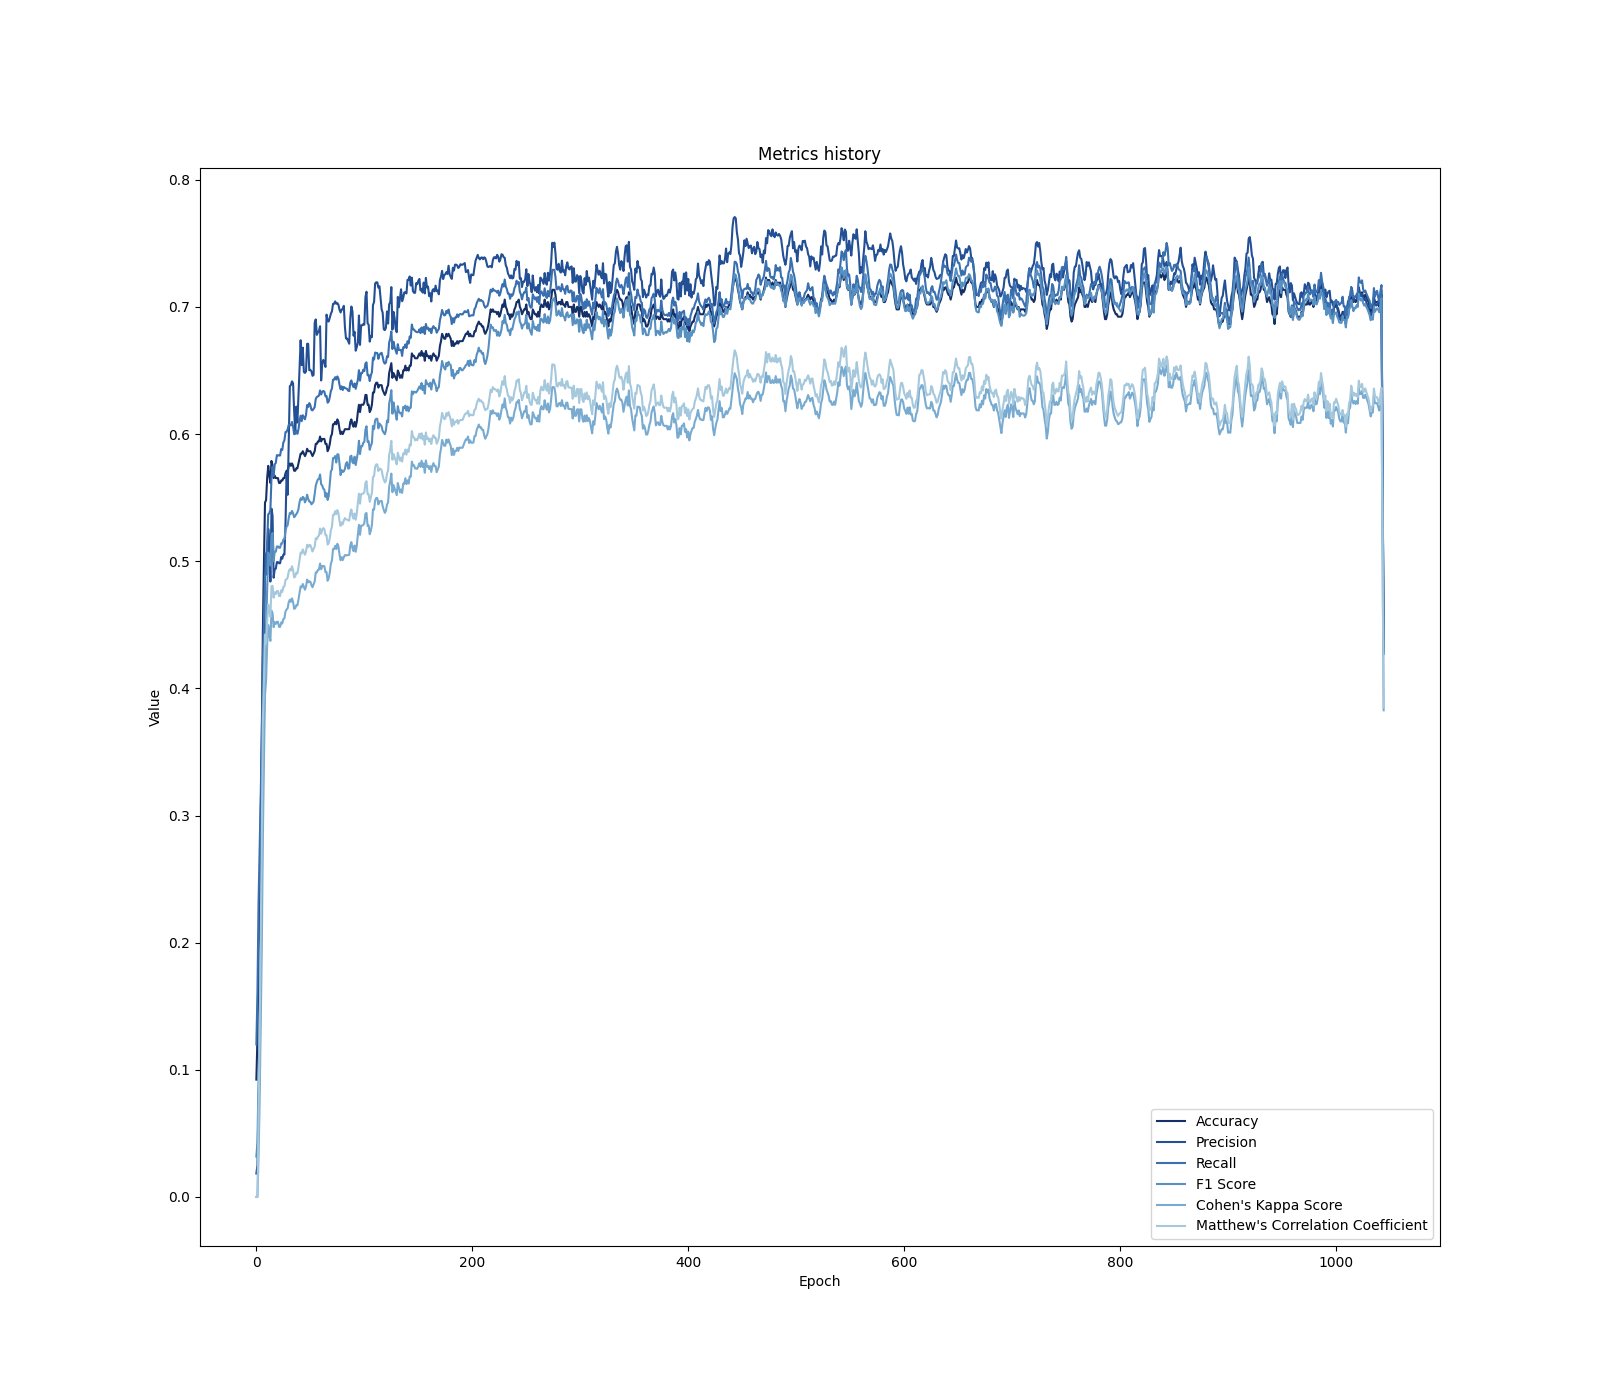 Metrics history
0.8
0.7
0.6
0.5
0.4
0.3
0.2
0.1
0.0
Value
0
200
400
600
800
1000
Epoch
Accuracy
Precision
Recall
F1 Score
Cohen's Kappa Score
Matthew's Correlation Coefficient